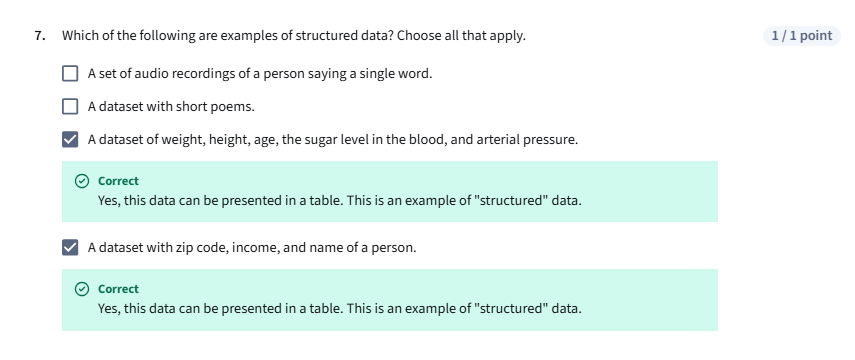 7. Which of the following are examples of structured data? Choose all that apply. 1 / 1 point
A set of audio recordings of a person saying a single word.
A dataset with short poems.
A dataset of weight, height, age, the sugar level in the blood, and arterial pressure.
Correct
Yes, this data can be presented in a table. This is an example of "structured" data.
A dataset with zip code, income, and name of a person.
Correct
Yes, this data can be presented in a table. This is an example of "structured" data.